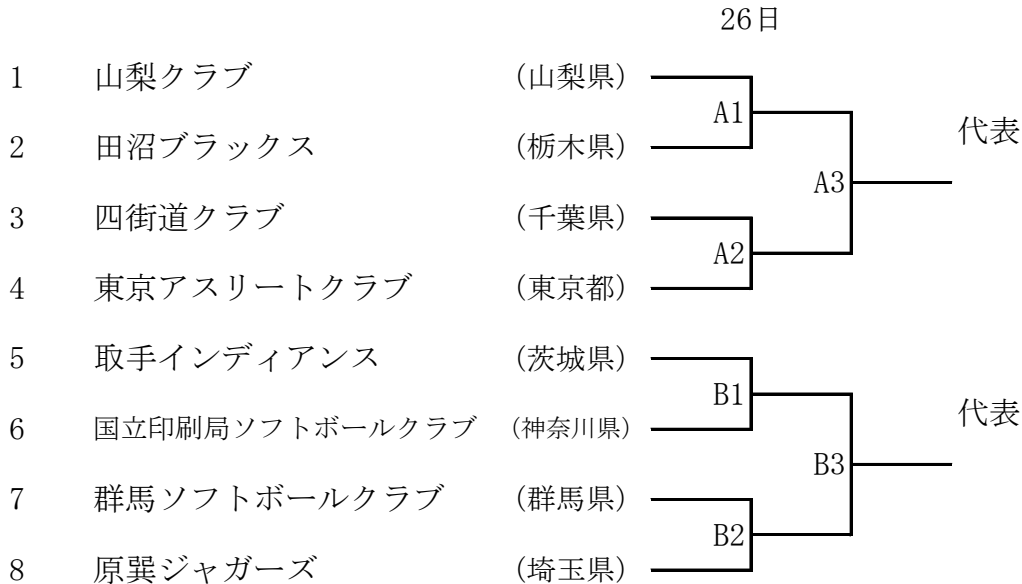 26日
1 山梨クラブ (山梨県)
A1
2 田沼ブラックス (栃木県)
代表
A3
3 四街道クラブ (千葉県)
A2
4 東京アスリートクラブ (東京都)
5 取手インディアンス (茨城県)
B1
6 国立印刷局ソフトボールクラブ (神奈川県)
代表
B3
7 群馬ソフトボールクラブ (群馬県)
B2
8 原巽ジャガーズ (埼玉県)